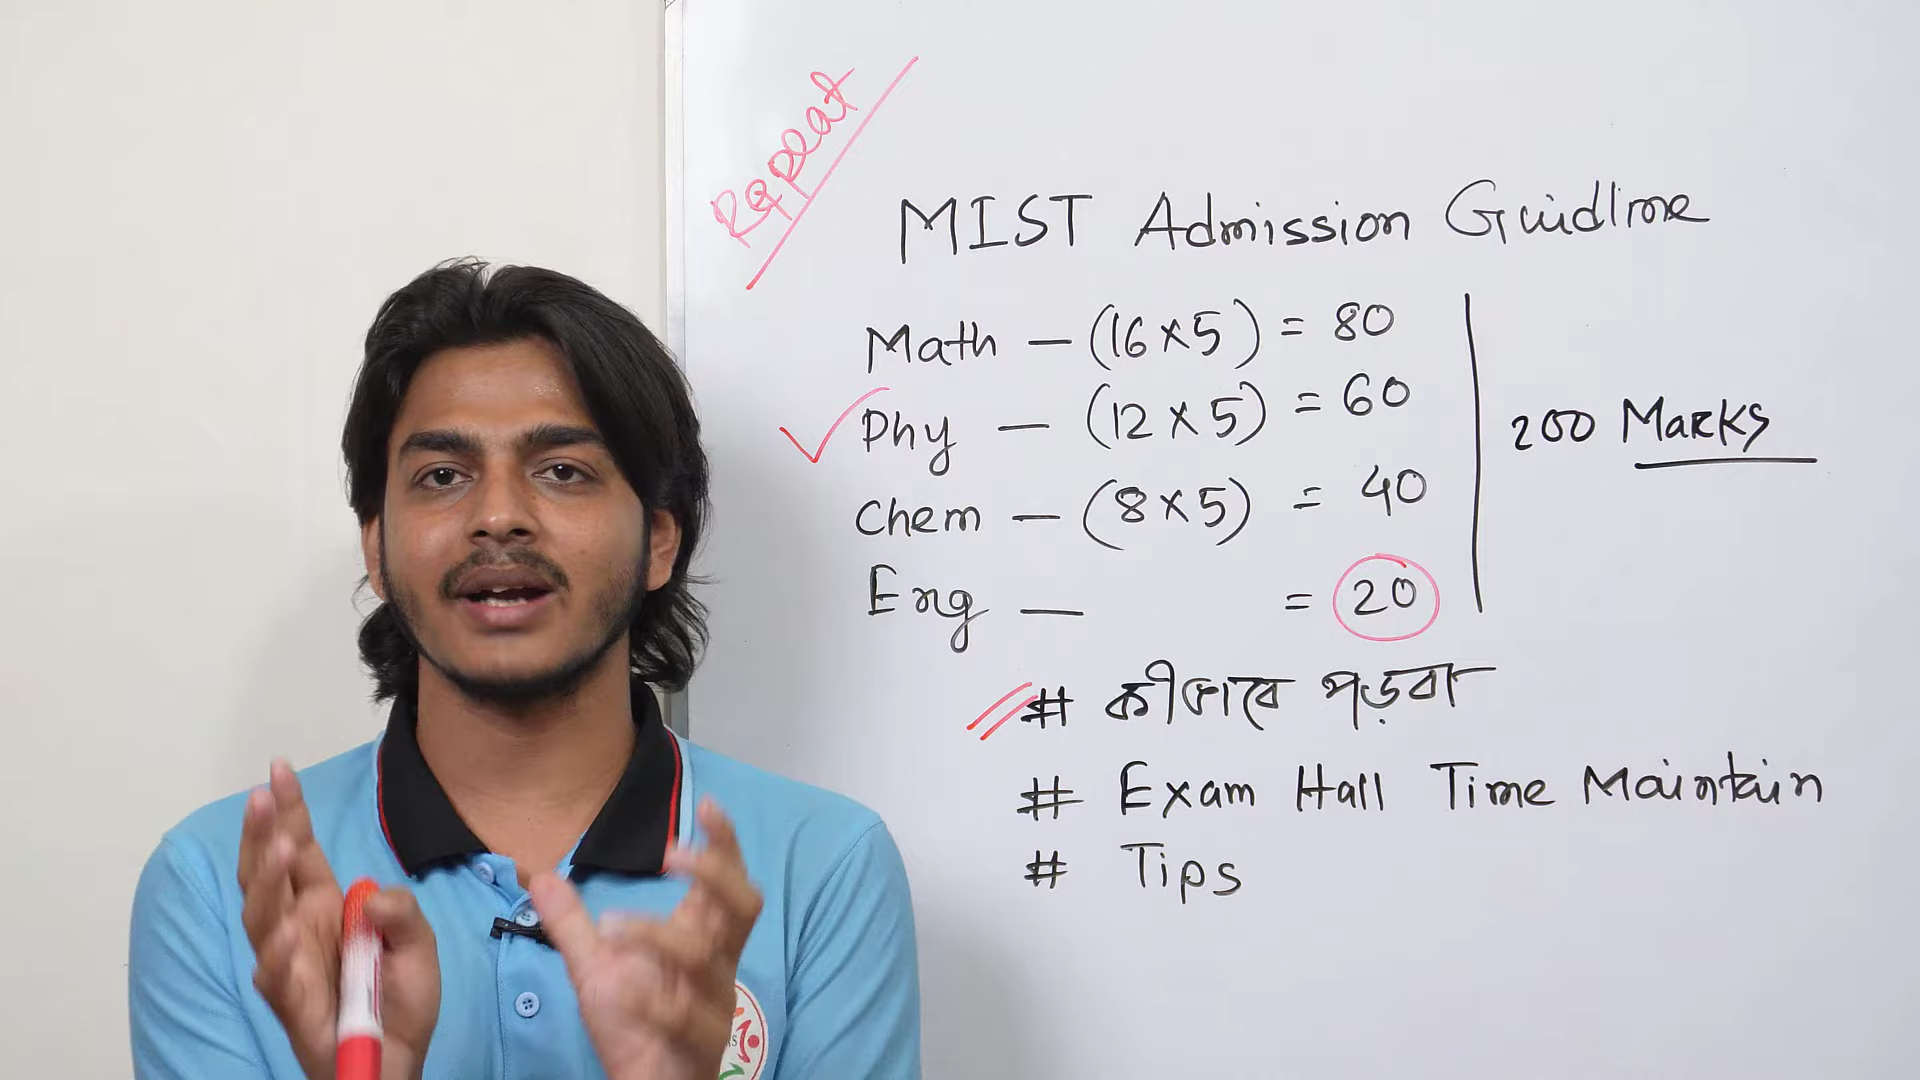 Repeat
MIST Admission Guidline
Math - (16×5) = 80
Phy - (12×5) = 60
200 Marks
Chem - (8×5) = 40
Eng - = 20
# কীভাবে পড়বা
# Exam Hall Time Maintain
# Tips